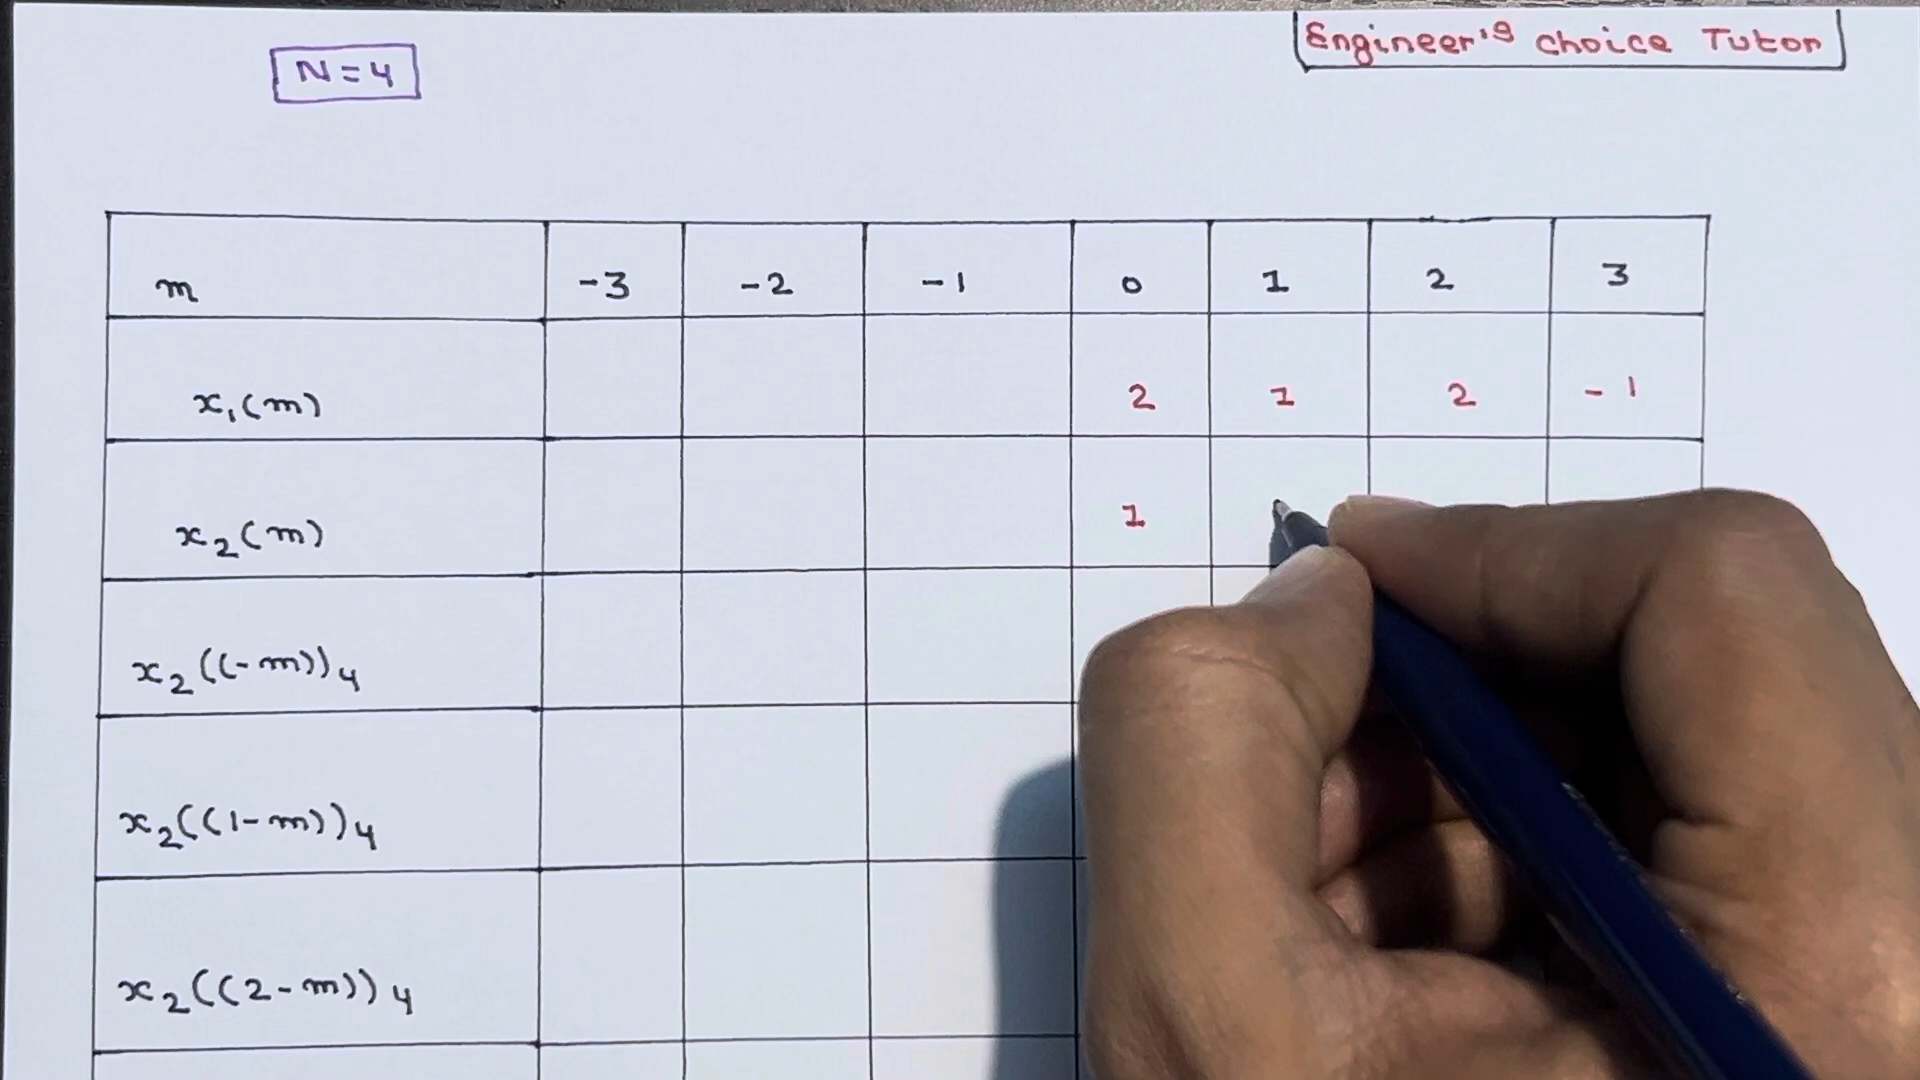 N=4
Engineer's choice Tutor
m -3 -2 -1 0 1 2 3
x₁(m) 2 1 2 -1
x₂(m) 1
x₂((-m))₄
x₂((1-m))₄
x₂((2-m))₄